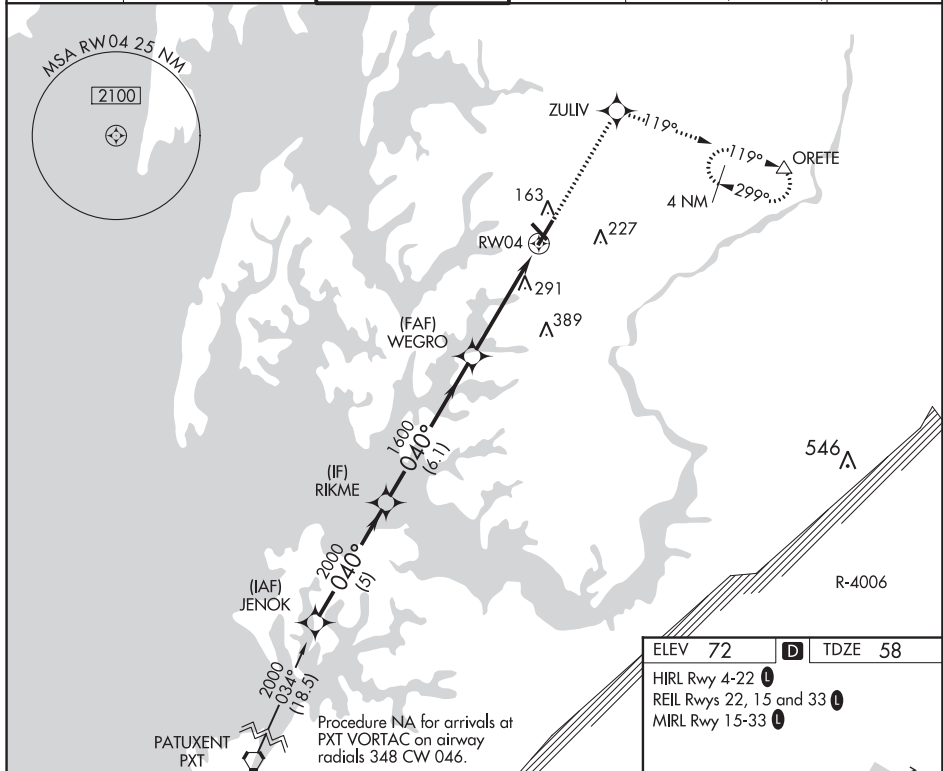 MSA RW04 25 NM
2100
ZULIV
119°
119°
ORETE
299°
4 NM
163
RW04
227
291
389
(FAF)
WEGRO
1600
040°
(6.1)
546
(IF)
RIKME
2000
040°
(5)
R-4006
(IAF)
JENOK
2000
034°
(18.5)
PATUXENT
PXT
Procedure NA for arrivals at
PXT VORTAC on airway
radials 348 CW 046.
ELEV 72 D TDZE 58
HIRL Rwy 4-22 L
REIL Rwys 22, 15 and 33 L
MIRL Rwy 15-33 L